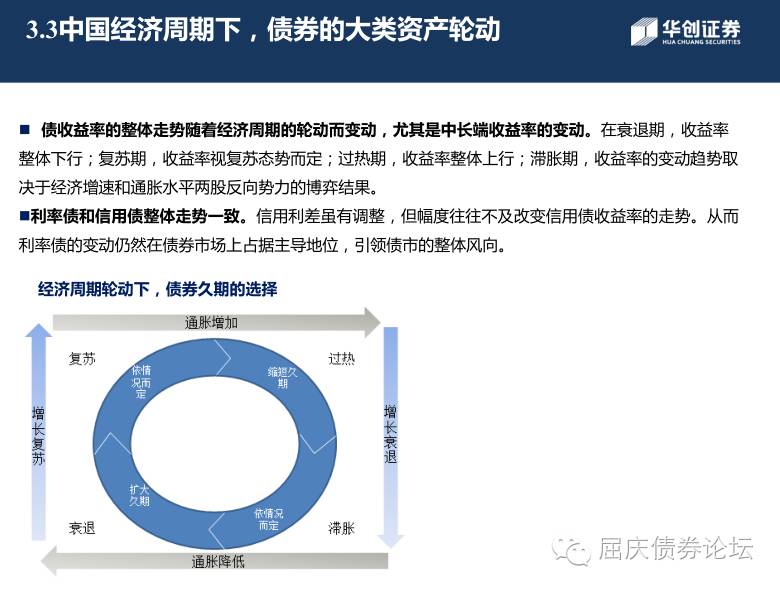 3.3中国经济周期下，债券的大类资产轮动
华创证券
HUA CHUANG SECURITIES
■ 债收益率的整体走势随着经济周期的轮动而变动，尤其是中长端收益率的变动。在衰退期，收益率
整体下行；复苏期，收益率视复苏态势而定；过热期，收益率整体上行；滞胀期，收益率的变动趋势取
决于经济增速和通胀水平两股反向势力的博弈结果。
■利率债和信用债整体走势一致。信用利差虽有调整，但幅度往往不及改变信用债收益率的走势。从而
利率债的变动仍然在债券市场上占据主导地位，引领债市的整体风向。
经济周期轮动下，债券久期的选择
通胀增加
复苏
过热
依情
况而
定
缩短久
期
增长复苏
增长衰退
扩大
久期
依情况
而定
衰退
滞胀
通胀降低
屈庆债券论坛